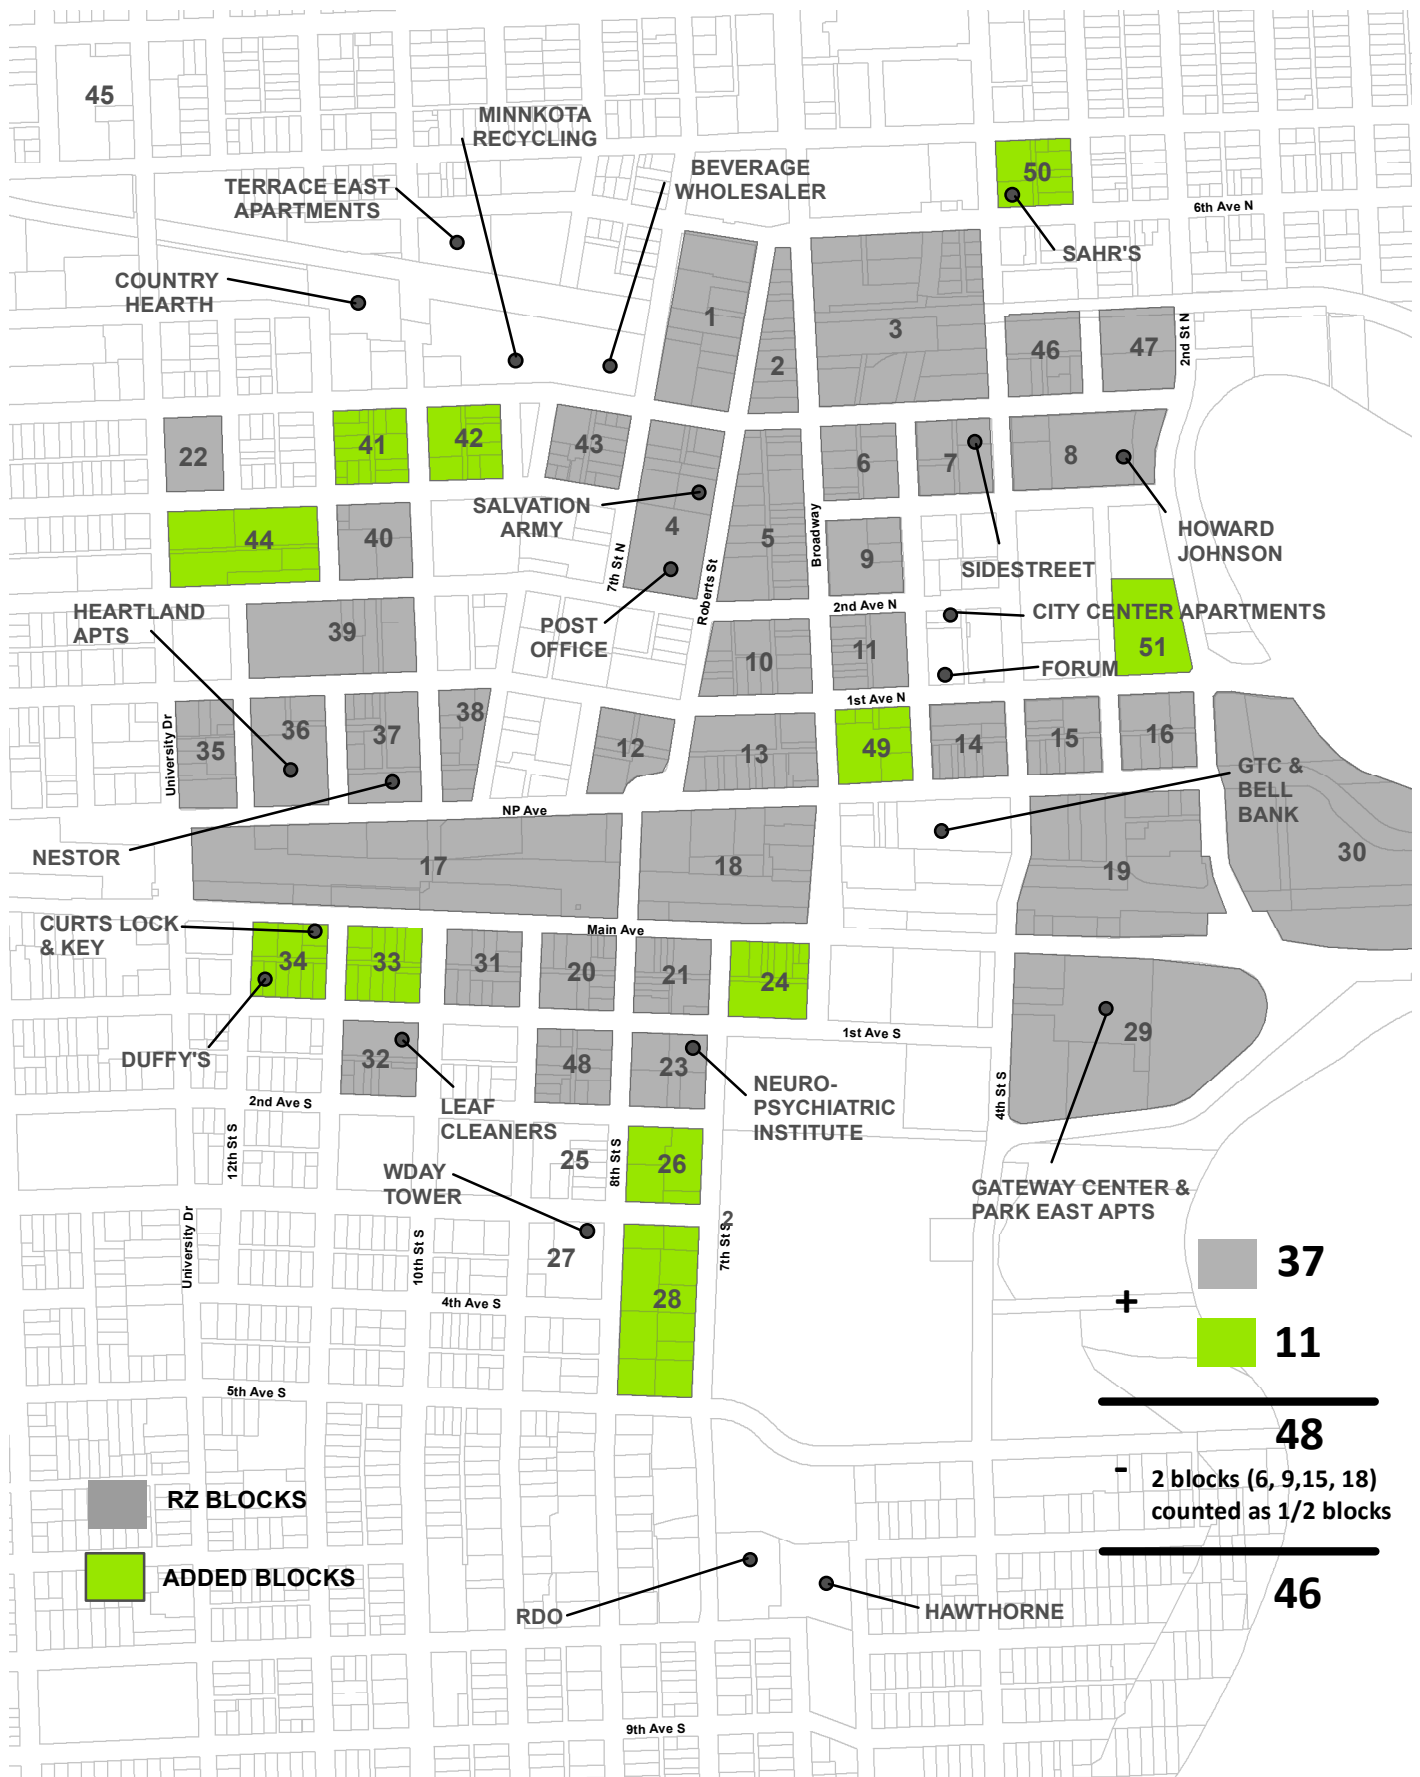 45
MINNKOTA
RECYCLING
BEVERAGE
WHOLESALER
50
TERRACE EAST
APARTMENTS
6th Ave N
SAHR'S
COUNTRY
HEARTH
1
2
3
46
47
2nd St N
22
41
42
43
6
7
8
SALVATION
ARMY
4
5
Broadway
44
40
9
HOWARD
JOHNSON
SIDESTREET
7th St N
Roberts St
HEARTLAND
APTS
39
POST
OFFICE
2nd Ave N
CITY CENTER APARTMENTS
10
11
51
FORUM
1st Ave N
University Dr
35
36
37
38
12
13
49
14
15
16
GTC &
BELL
BANK
NP Ave
NESTOR
17
18
19
30
CURTS LOCK
& KEY
Main Ave
34
33
31
20
21
24
1st Ave S
29
DUFFY'S
32
48
23
4th St S
2nd Ave S
LEAF
CLEANERS
NEURO-
PSYCHIATRIC
INSTITUTE
12th St S
25
8th St S
26
WDAY
TOWER
GATEWAY CENTER &
PARK EAST APTS
2
7th St S
University Dr
10th St S
27
28
4th Ave S
37
+
11
5th Ave S
48
- 2 blocks (6, 9,15, 18)
counted as 1/2 blocks
RZ BLOCKS
ADDED BLOCKS
46
RDO
HAWTHORNE
9th Ave S